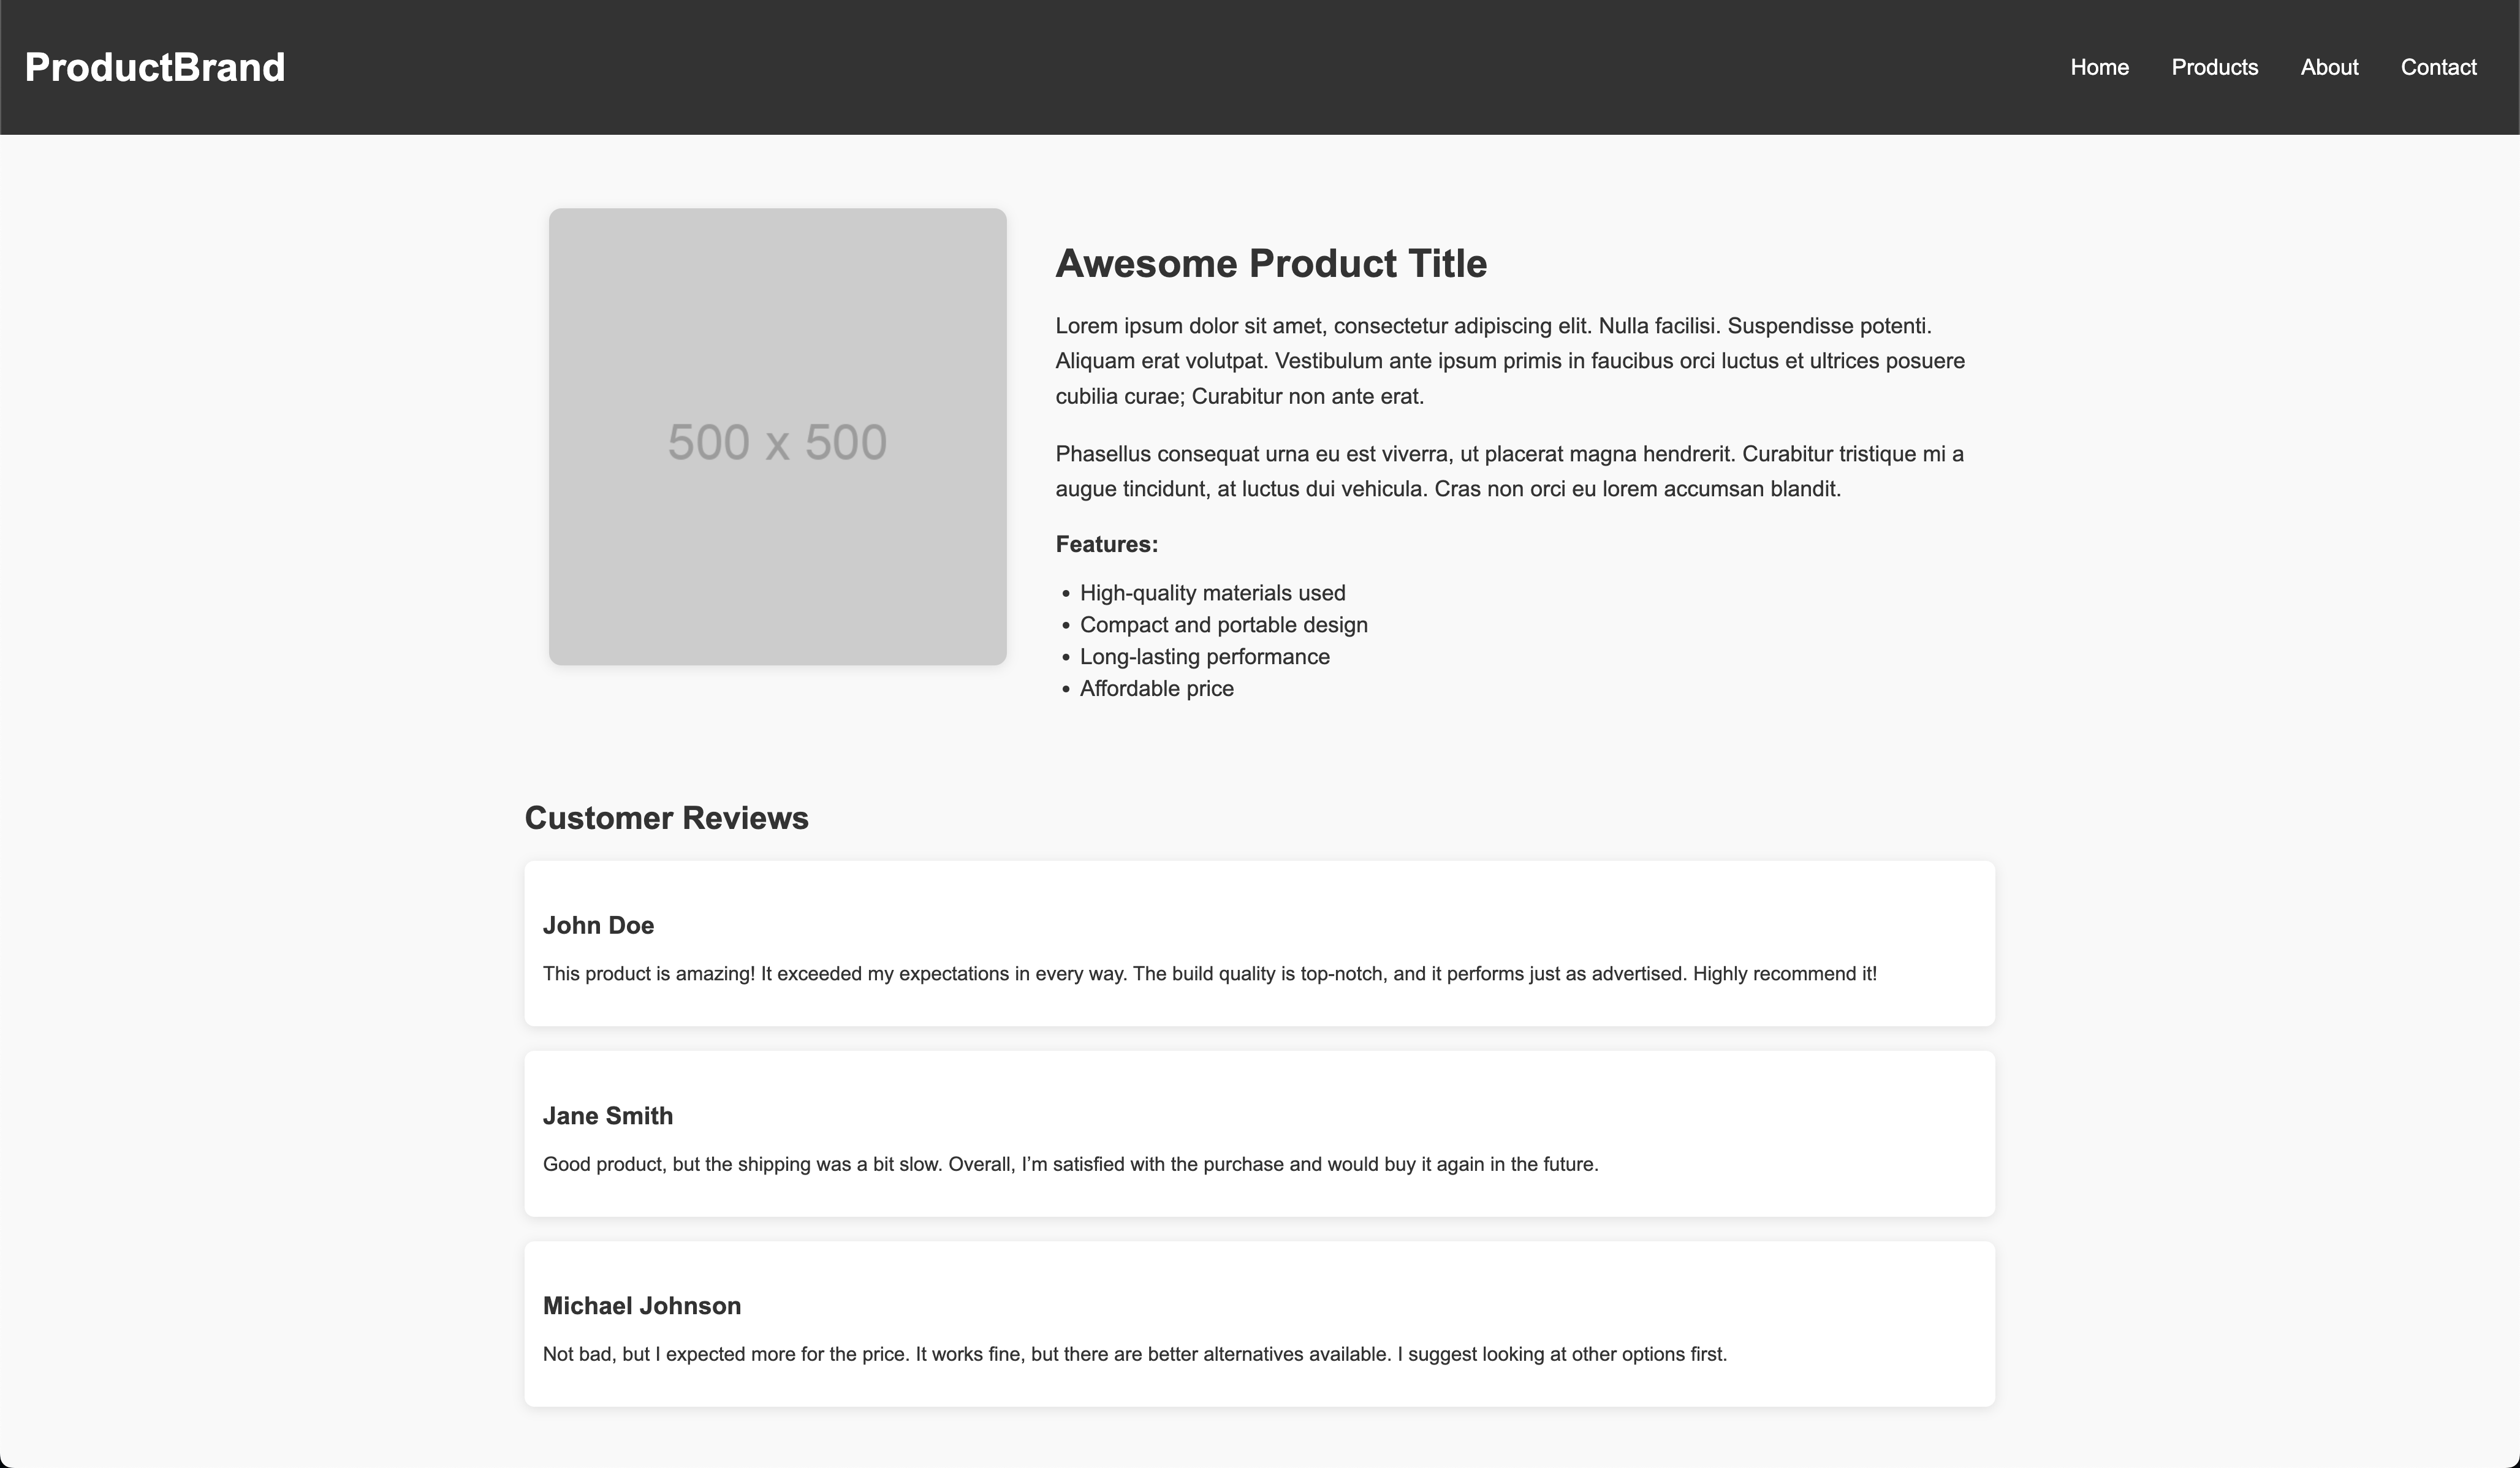 ProductBrand
Home Products About Contact
500 x 500
Awesome Product Title
Lorem ipsum dolor sit amet, consectetur adipiscing elit. Nulla facilisi. Suspendisse potenti.
Aliquam erat volutpat. Vestibulum ante ipsum primis in faucibus orci luctus et ultrices posuere
cubilia curae; Curabitur non ante erat.
Phasellus consequat urna eu est viverra, ut placerat magna hendrerit. Curabitur tristique mi a
augue tincidunt, at luctus dui vehicula. Cras non orci eu lorem accumsan blandit.
Features:
• High-quality materials used
• Compact and portable design
• Long-lasting performance
• Affordable price
Customer Reviews
John Doe
This product is amazing! It exceeded my expectations in every way. The build quality is top-notch, and it performs just as advertised. Highly recommend it!
Jane Smith
Good product, but the shipping was a bit slow. Overall, I’m satisfied with the purchase and would buy it again in the future.
Michael Johnson
Not bad, but I expected more for the price. It works fine, but there are better alternatives available. I suggest looking at other options first.